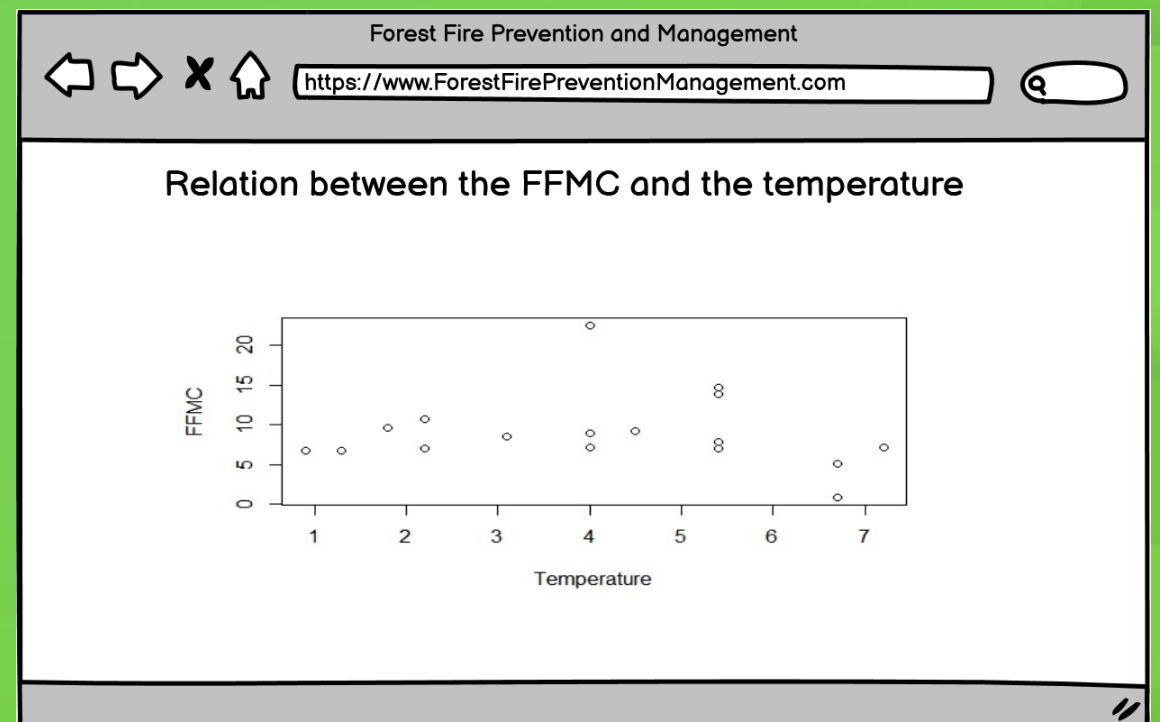 Forest Fire Prevention and Management
https://www.ForestFirePreventionManagement.com
Relation between the FFMC and the temperature
FFMC
20
15
10
5
0
1 2 3 4 5 6 7
Temperature